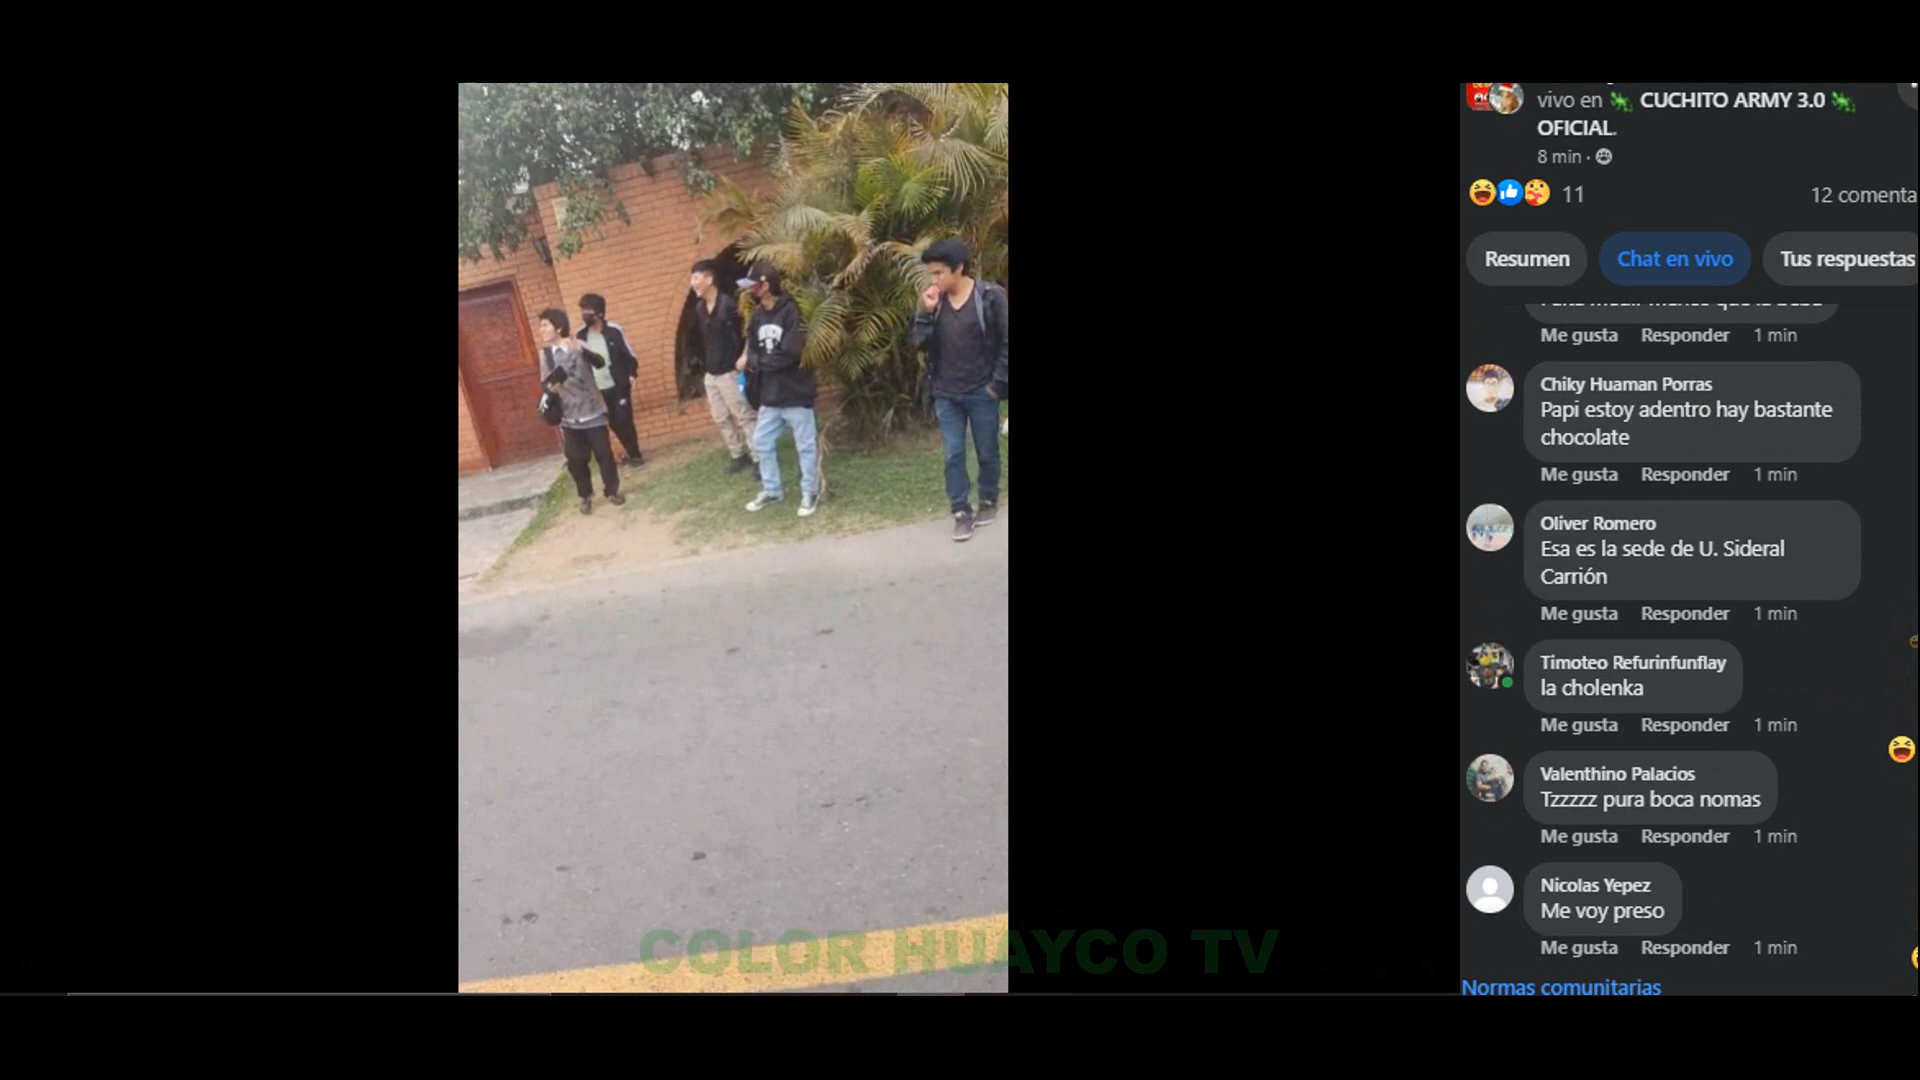 vivo en CUCHITO ARMY 3.0
OFICIAL.
8 min ·
11
12 comenta
Resumen
Chat en vivo
Tus respuestas
Me gusta Responder 1 min
Chiky Huaman Porras
Papi estoy adentro hay bastante
chocolate
Me gusta Responder 1 min
Oliver Romero
Esa es la sede de U. Sideral
Carrión
Me gusta Responder 1 min
Timoteo Refurinfunflay
la cholenka
Me gusta Responder 1 min
Valenthino Palacios
Tzzzzz pura boca nomas
Me gusta Responder 1 min
Nicolas Yepez
Me voy preso
Me gusta Responder 1 min
Normas comunitarias
COLOR HUAYCO TV